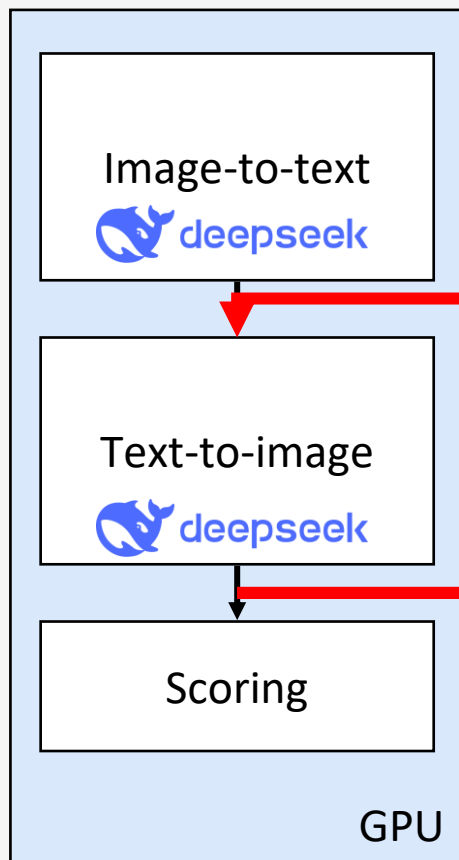 Image-to-text
deepseek
Text-to-image
deepseek
Scoring
GPU